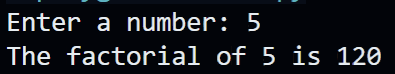 Enter a number: 5
The factorial of 5 is 120